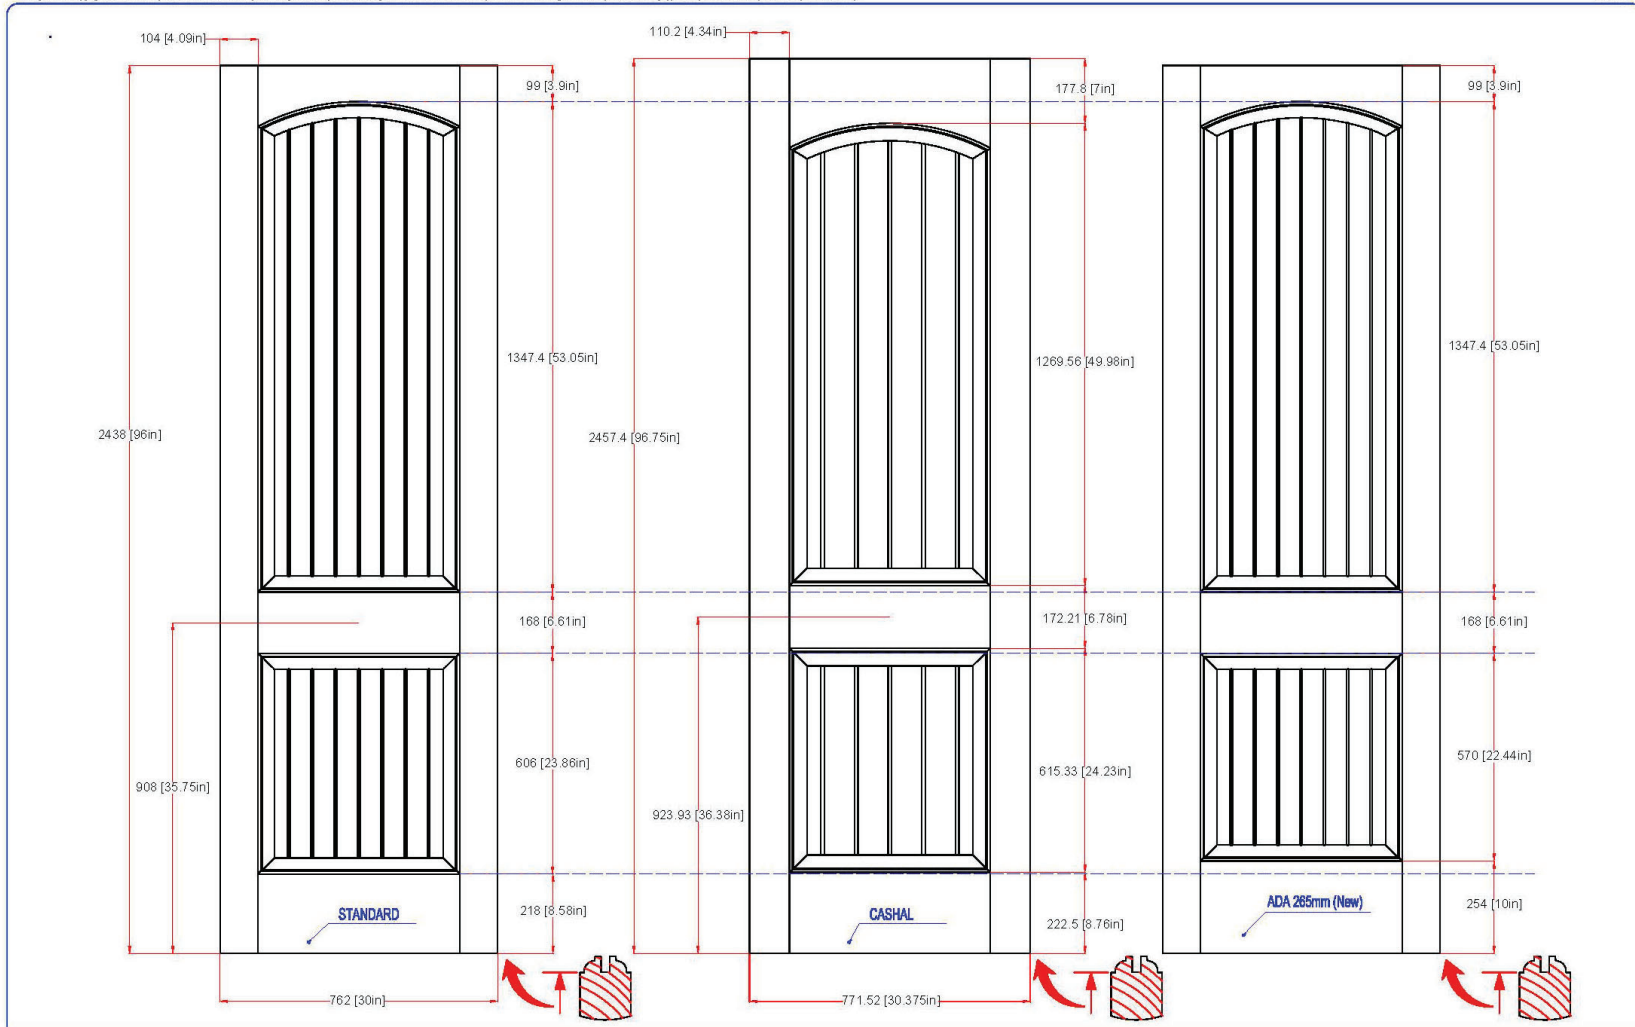 104 [4.09in]
99 [3.9in]
1347.4 [53.05in]
2438 [96in]
168 [6.61in]
606 [23.86in]
908 [35.75in]
218 [8.58in]
STANDARD
762 [30in]
110.2 [4.34in]
177.8 [7in]
1269.56 [49.98in]
2457.4 [96.75in]
172.21 [6.78in]
615.33 [24.23in]
923.93 [36.38in]
222.5 [8.76in]
CASHAL
771.52 [30.375in]
99 [3.9in]
1347.4 [53.05in]
168 [6.61in]
570 [22.44in]
254 [10in]
ADA 265mm (New)